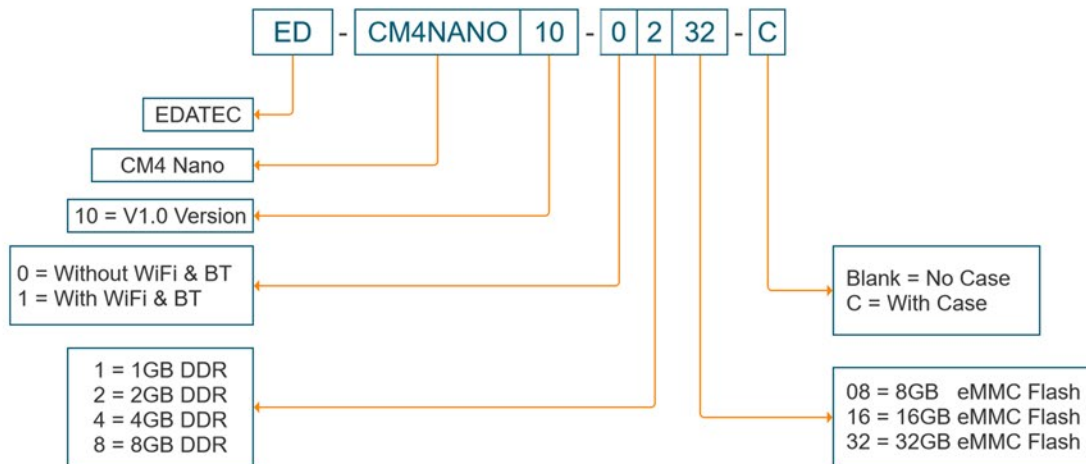 ED - CM4NANO 10 - 0 2 32 - C
EDATEC
CM4 Nano
10 = V1.0 Version
0 = Without WiFi & BT
1 = With WiFi & BT
Blank = No Case
C = With Case
1 = 1GB DDR
2 = 2GB DDR
4 = 4GB DDR
8 = 8GB DDR
08 = 8GB eMMC Flash
16 = 16GB eMMC Flash
32 = 32GB eMMC Flash